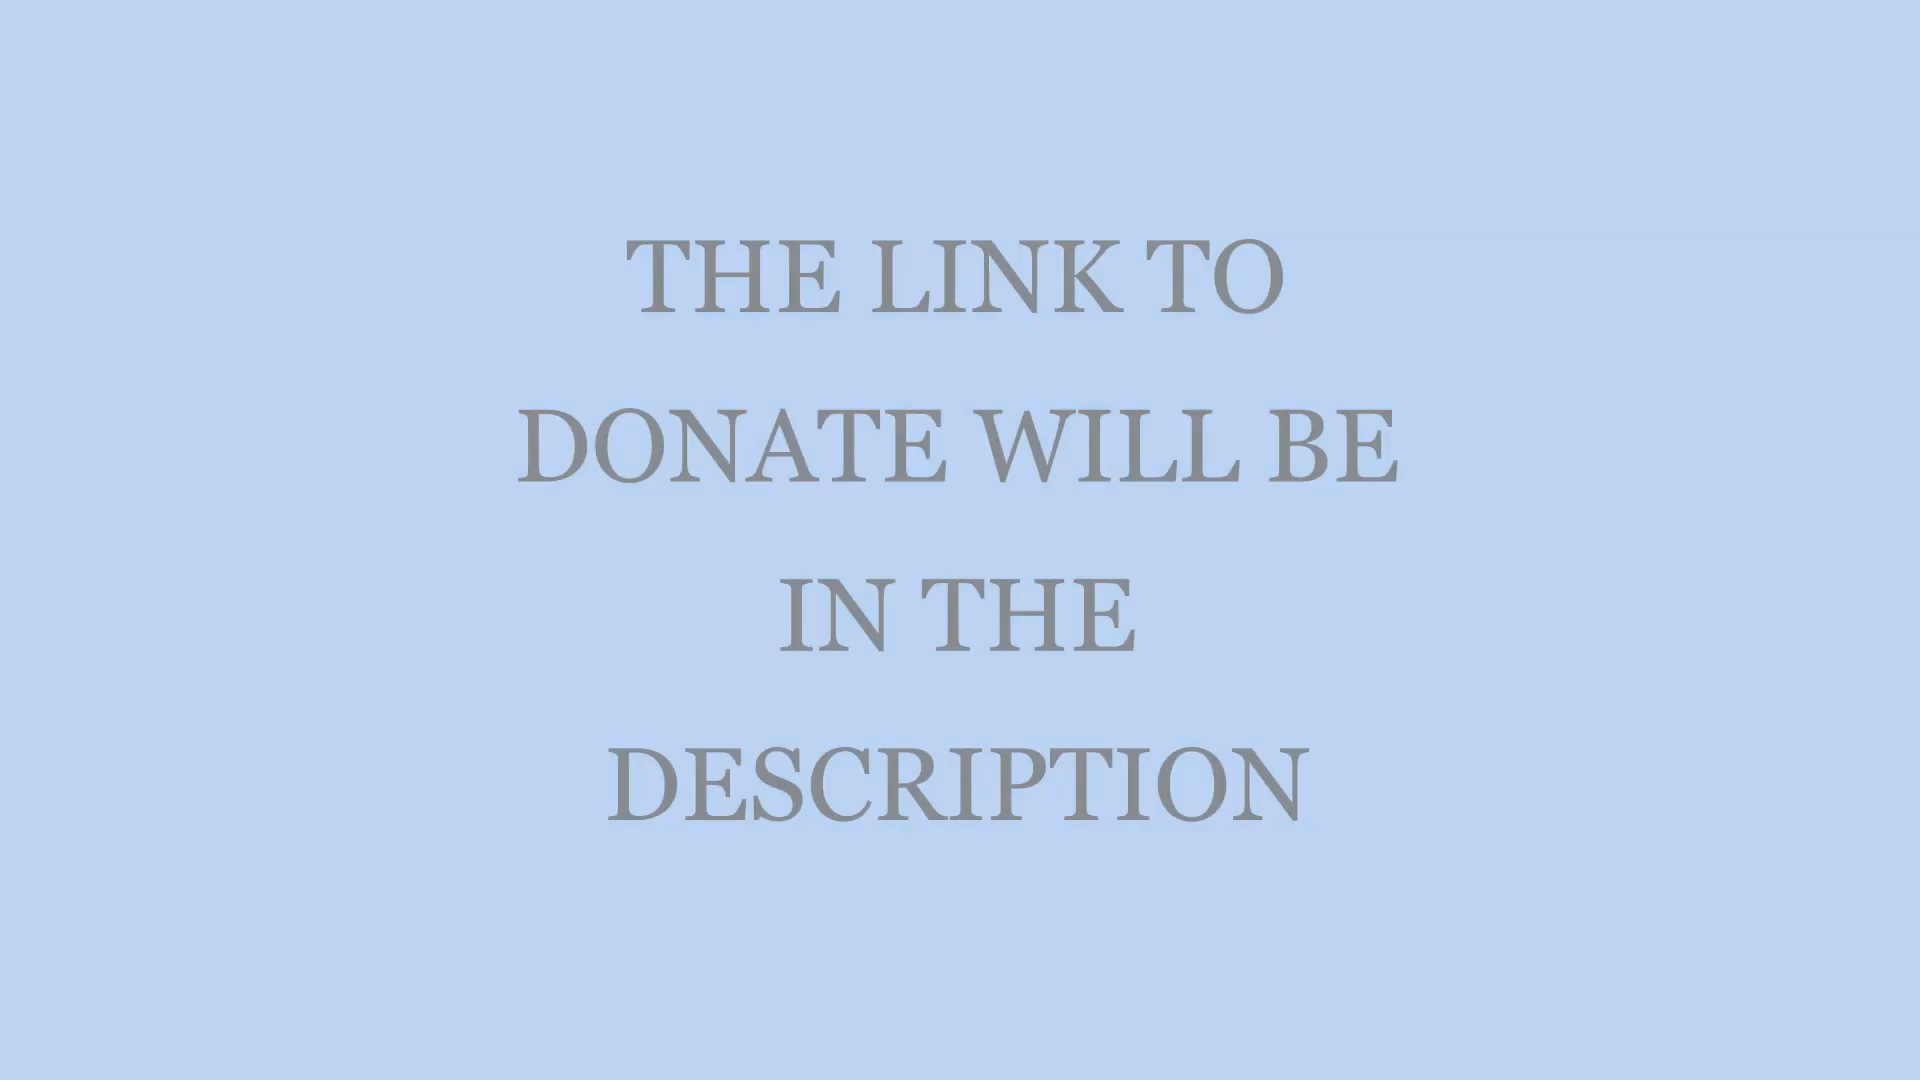 THE LINK TO
DONATE WILL BE
IN THE
DESCRIPTION